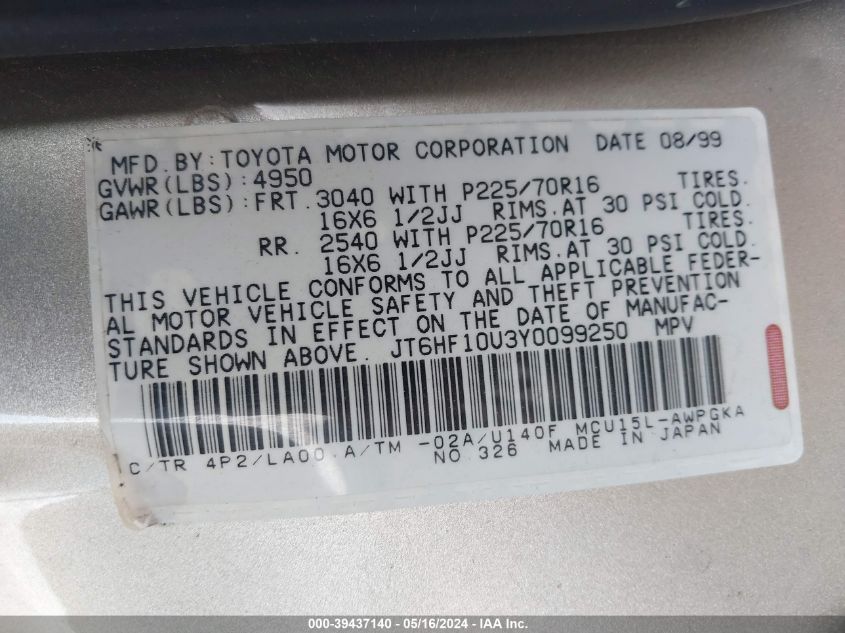 MFD. BY: TOYOTA MOTOR CORPORATION DATE 08/99
GVWR(LBS):4950
GAWR(LBS):FRT. 3040 WITH P225/70R16 TIRES.
16X6 1/2JJ RIMS.AT 30 PSI COLD.
RR. 2540 WITH P225/70R16 TIRES.
16X6 1/2JJ RIMS.AT 30 PSI COLD.
THIS VEHICLE CONFORMS TO ALL APPLICABLE FEDER-
AL MOTOR VEHICLE SAFETY AND THEFT PREVENTION
STANDARDS IN EFFECT ON THE DATE OF MANUFAC-
TURE SHOWN ABOVE. JT6HF10U3Y0099250 MPV
C/TR 4P2/LA00 A/TM -02A/U140F MCU15L-AWPGKA
NO.326 MADE IN JAPAN
000-39437140 - 05/16/2024 - IAAI Inc.